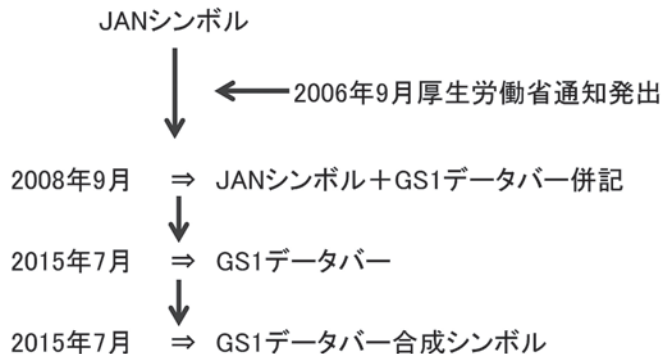 JANシンボル
2006年9月厚生労働省通知発出
2008年9月 ⇒ JANシンボル＋GS1データバー併記
2015年7月 ⇒ GS1データバー
2015年7月 ⇒ GS1データバー合成シンボル